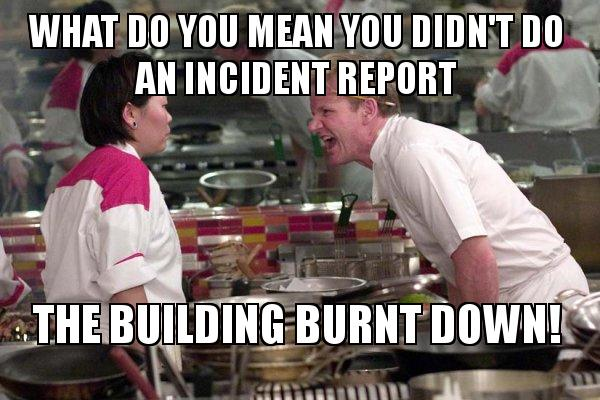 WHAT DO YOU MEAN YOU DIDN'T DO
AN INCIDENT REPORT
THE BUILDING BURNT DOWN!